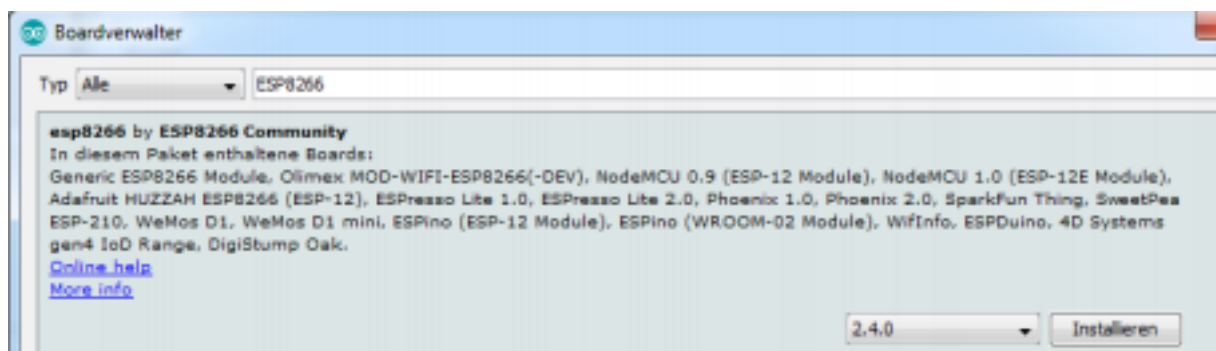 Boardverwalter
Typ Alle ESP8266
esp8266 by ESP8266 Community
In diesem Paket enthaltene Boards:
Generic ESP8266 Module, Olimex MOD-WIFI-ESP8266(-DEV), NodeMCU 0.9 (ESP-12 Module), NodeMCU 1.0 (ESP-12E Module),
Adafruit HUZZAH ESP8266 (ESP-12), ESPresso Lite 1.0, ESPresso Lite 2.0, Phoenix 1.0, Phoenix 2.0, SparkFun Thing, SweetPea
ESP-210, WeMos D1, WeMos D1 mini, ESPino (ESP-12 Module), ESPino (WROOM-02 Module), WifInfo, ESPDuino, 4D Systems
gen4 IoD Range, DigiStump Oak.
Online help
More info
2.4.0 Installieren